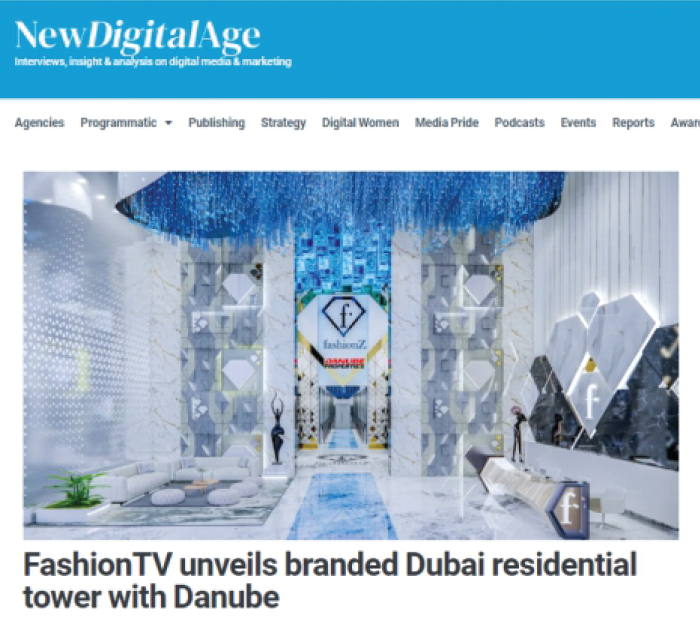 NewDigitalAge
Interviews, insight & analysis on digital media & marketing
Agencies Programmatic Publishing Strategy Digital Women Media Pride Podcasts Events Reports Awar
f
fashionZ
DANUBE
PROPERTIES
f
f
FashionTV unveils branded Dubai residential
tower with Danube